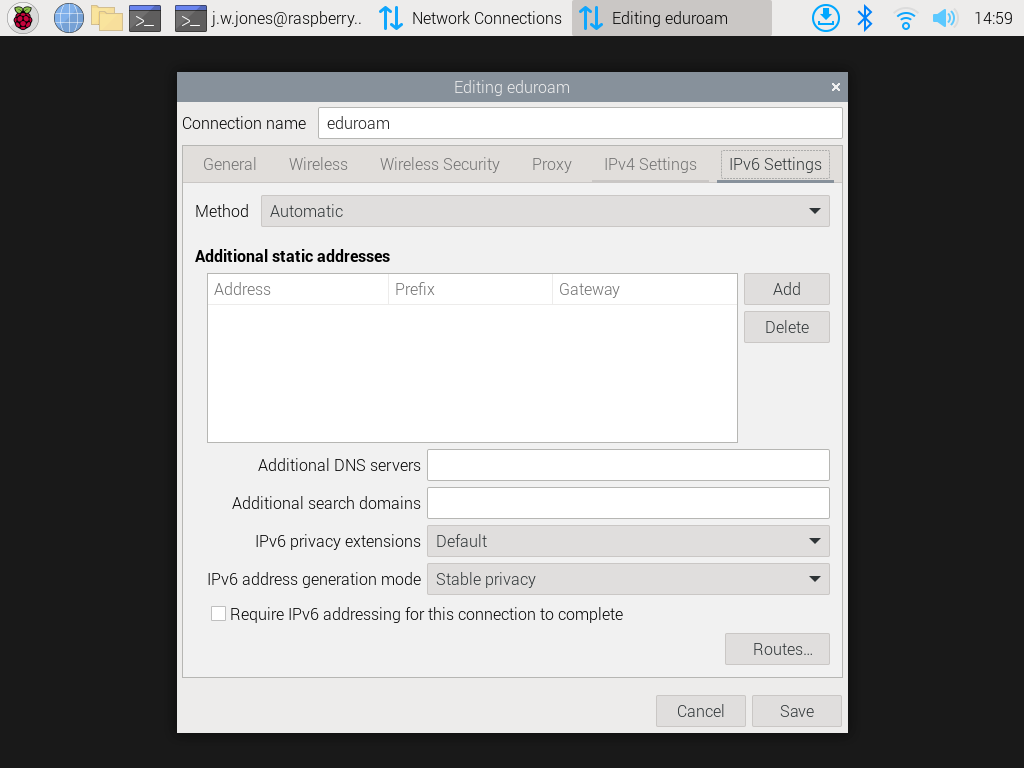 j.w.jones@raspberry.. Network Connections Editing eduroam 14:59
Editing eduroam
Connection name eduroam
General Wireless Wireless Security Proxy IPv4 Settings IPv6 Settings
Method Automatic
Additional static addresses
Address Prefix Gateway Add
Delete
Additional DNS servers
Additional search domains
IPv6 privacy extensions Default
IPv6 address generation mode Stable privacy
Require IPv6 addressing for this connection to complete
Routes...
Cancel Save